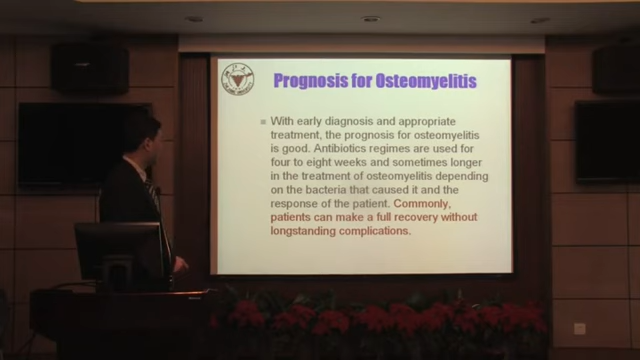 Prognosis for Osteomyelitis
With early diagnosis and appropriate
treatment, the prognosis for osteomyelitis
is good. Antibiotics regimes are used for
four to eight weeks and sometimes longer
in the treatment of osteomyelitis depending
on the bacteria that caused it and the
response of the patient. Commonly,
patients can make a full recovery without
longstanding complications.